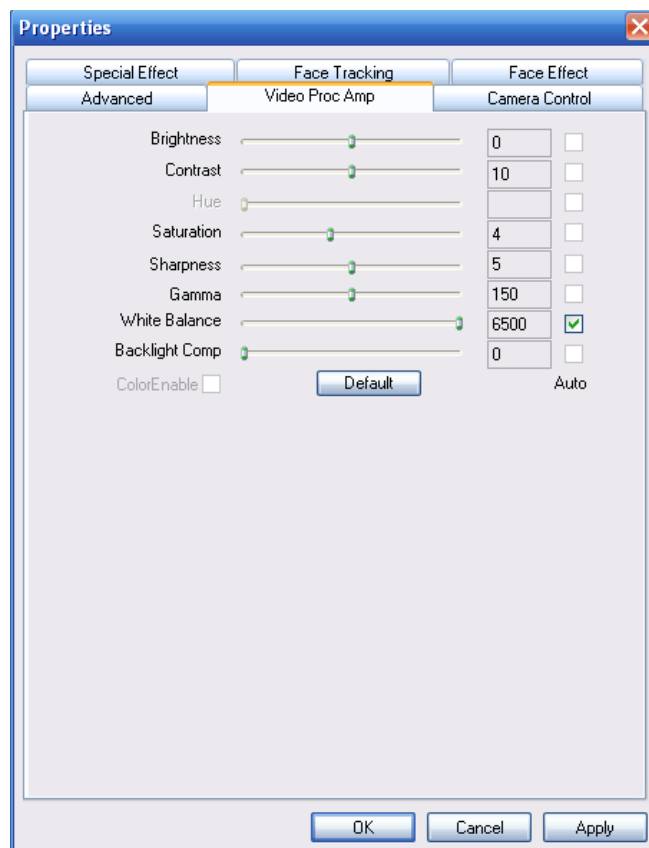 Properties
Special Effect Face Tracking Face Effect
Advanced Video Proc Amp Camera Control
Brightness 0
Contrast 10
Hue
Saturation 4
Sharpness 5
Gamma 150
White Balance 6500
Backlight Comp 0
ColorEnable Default Auto
OK Cancel Apply